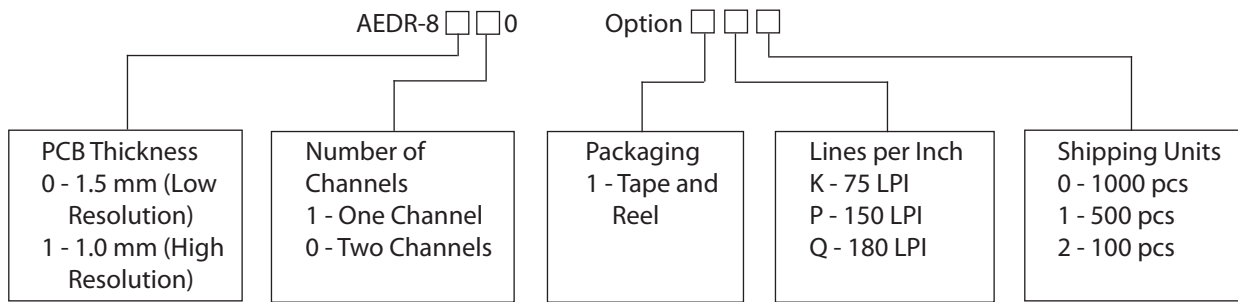 AEDR-8 0 Option
PCB Thickness
0 - 1.5 mm (Low
Resolution)
1 - 1.0 mm (High
Resolution)
Number of
Channels
1 - One Channel
0 - Two Channels
Packaging
1 - Tape and
Reel
Lines per Inch
K - 75 LPI
P - 150 LPI
Q - 180 LPI
Shipping Units
0 - 1000 pcs
1 - 500 pcs
2 - 100 pcs